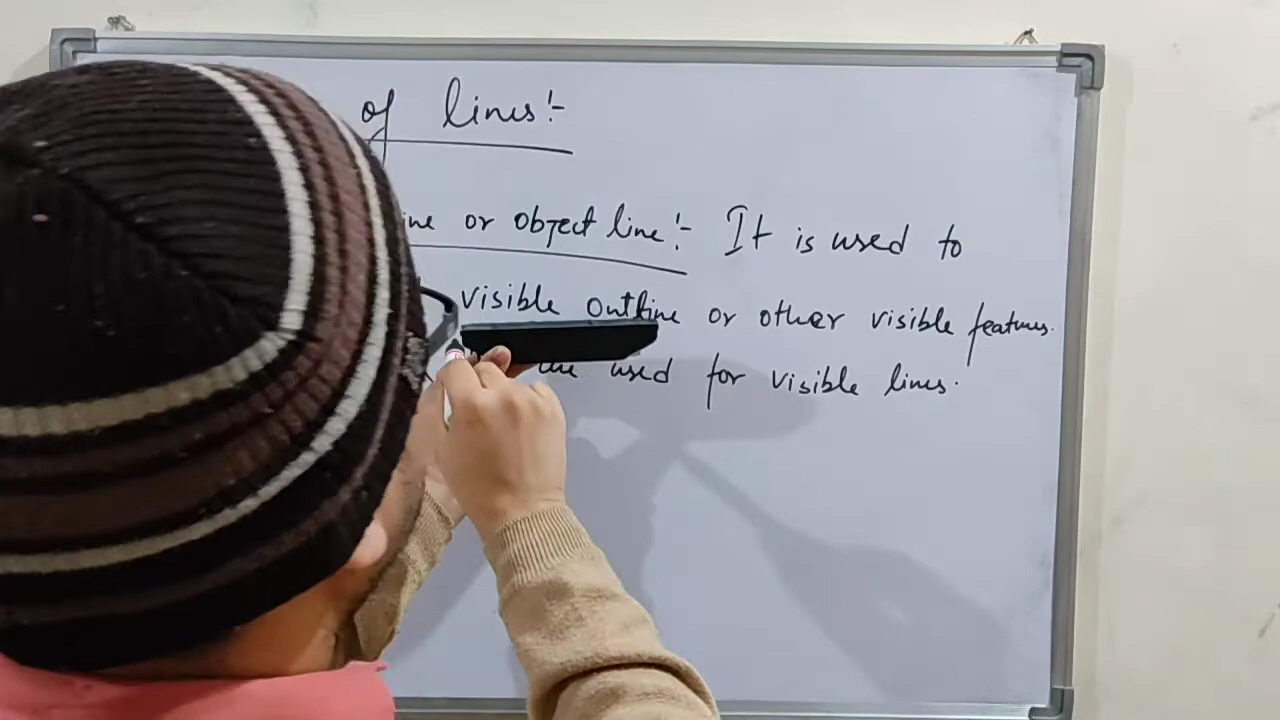 of lines:-
or object line:- It is used to
visible outline or other visible features.
used for visible lines.